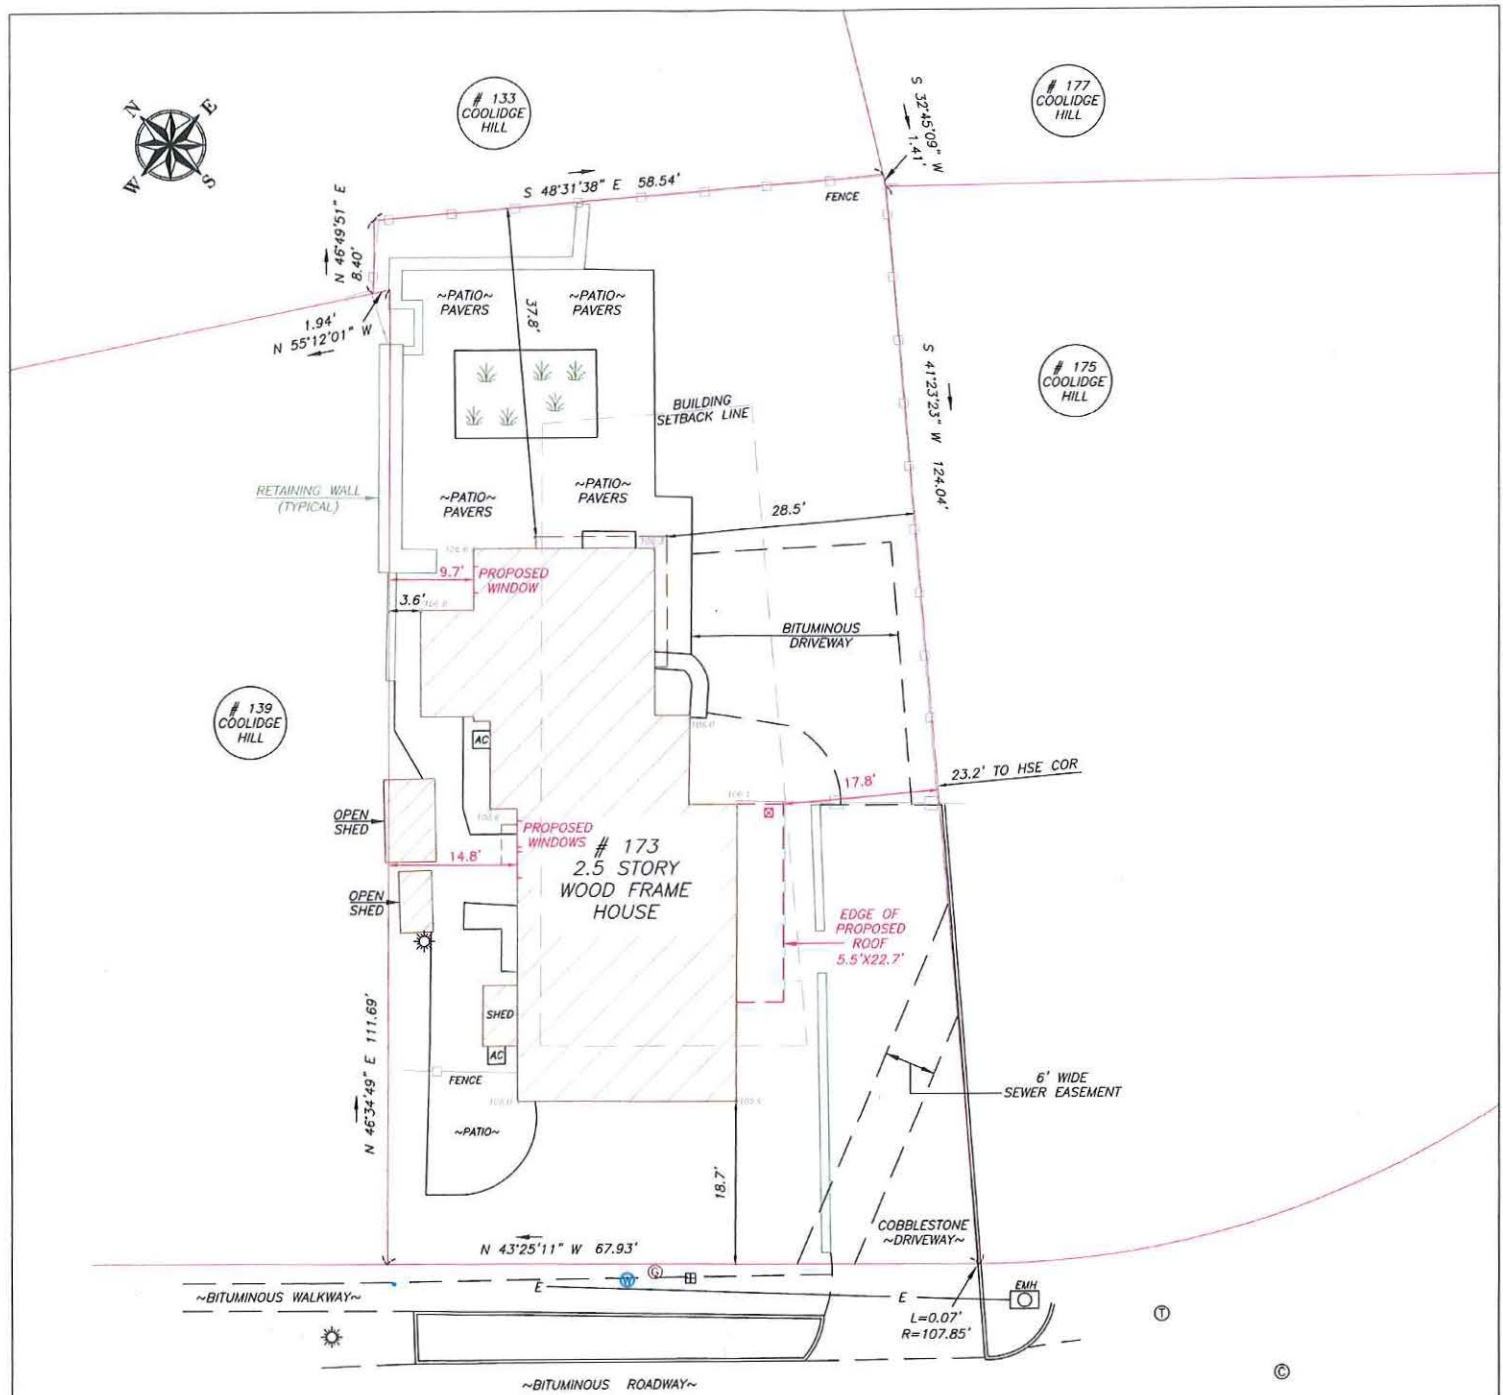 N
E
W
S
# 133
COOLIDGE
HILL
# 177
COOLIDGE
HILL
S 32°45'09" W
1.41'
S 48°31'38" E 58.54'
FENCE
N 46°49'51" E
8.40'
1.94'
N 55°12'01" W
~PATIO~
PAVERS
~PATIO~
PAVERS
37.8'
# 175
COOLIDGE
HILL
S 41°23'23" W 124.04'
BUILDING
SETBACK LINE
RETAINING WALL
(TYPICAL)
~PATIO~
PAVERS
~PATIO~
PAVERS
28.5'
9.7'
PROPOSED
WINDOW
3.6'
BITUMINOUS
DRIVEWAY
# 139
COOLIDGE
HILL
AC
106.0
17.8'
23.2' TO HSE COR
OPEN
SHED
PROPOSED
WINDOWS
14.8'
# 173
2.5 STORY
WOOD FRAME
HOUSE
OPEN
SHED
EDGE OF
PROPOSED
ROOF
5.5'X22.7'
SHED
AC
N 46°34'49" E 111.69'
FENCE
6' WIDE
SEWER EASEMENT
~PATIO~
18.7'
COBBLESTONE
~DRIVEWAY~
N 43°25'11" W 67.93'
W
G
E
E
EMH
~BITUMINOUS WALKWAY~
L=0.07'
R=107.85'
T
C
~BITUMINOUS ROADWAY~